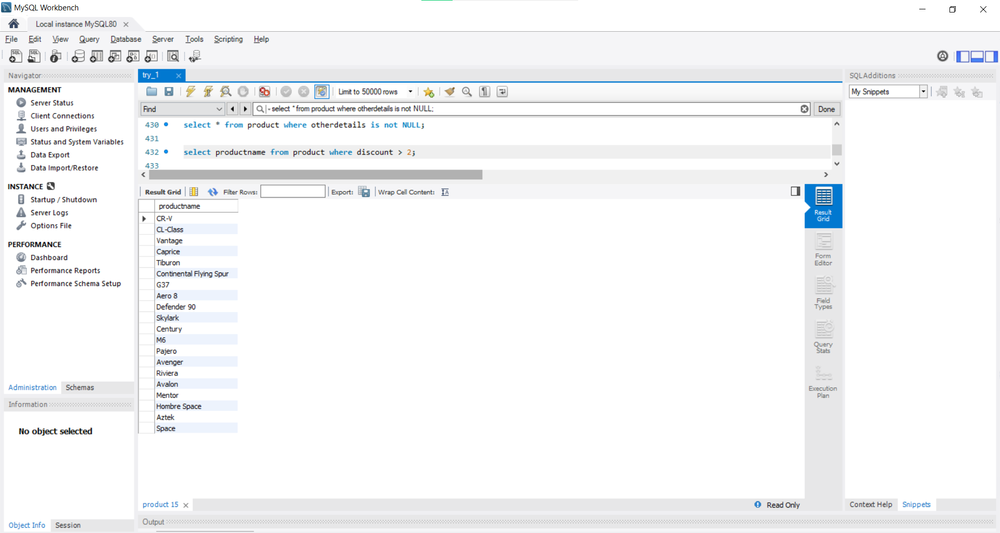 MySQL Workbench
Local instance MySQL80
File Edit View Query Database Server Tools Scripting Help
Navigator
MANAGEMENT
Server Status
Client Connections
Users and Privileges
Status and System Variables
Data Export
Data Import/Restore
INSTANCE
Startup / Shutdown
Server Logs
Options File
PERFORMANCE
Dashboard
Performance Reports
Performance Schema Setup
Administration Schemas
Information
No object selected
Object Info Session
try_1
Limit to 50000 rows
Find select * from product where otherdetails is not NULL; Done
430 select * from product where otherdetails is not NULL;
431
432 select productname from product where discount > 2;
433
Result Grid Filter Rows: Export: Wrap Cell Content:
productname
CR-V
CL-Class
Vantage
Caprice
Tiburon
Continental Flying Spur
G37
Aero 8
Defender 90
Skylark
Century
M6
Pajero
Avenger
Riviera
Avalon
Mentor
Hombre Space
Aztek
Space
Result
Grid
Form
Editor
Field
Types
Query
Stats
Execution
Plan
product 15
Read Only
Output
SQLAdditions
My Snippets
Context Help Snippets